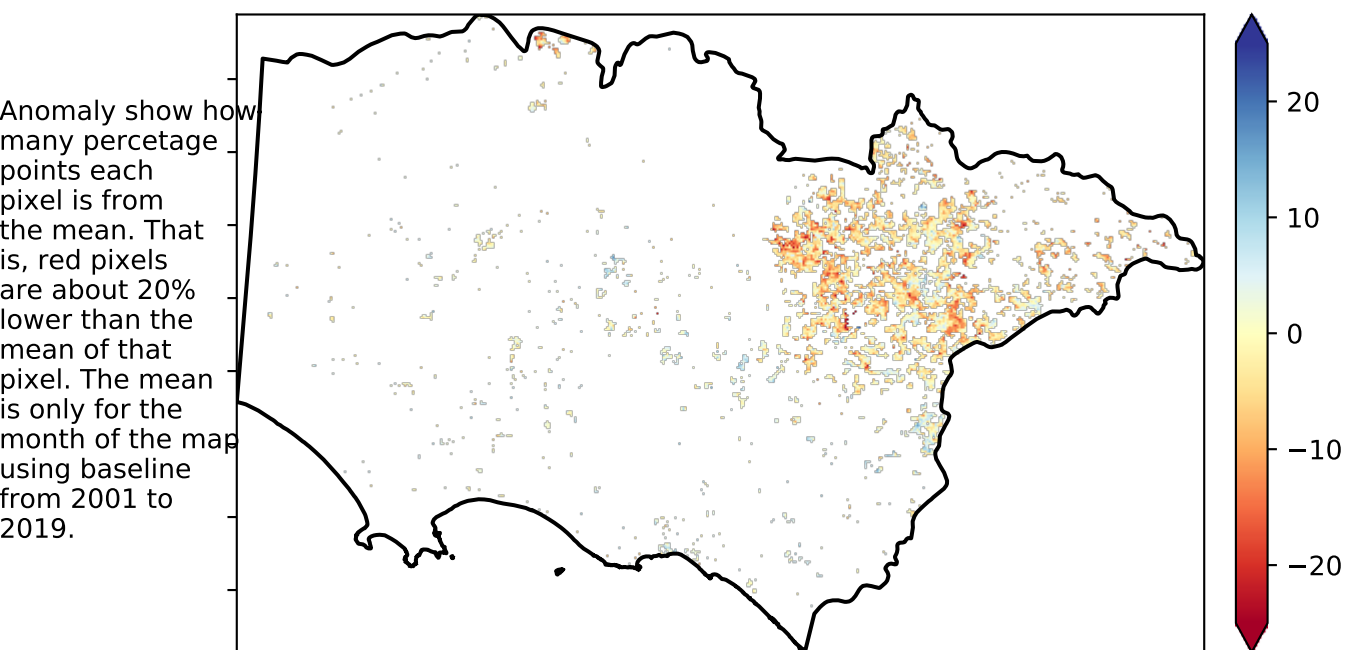 Anomaly show how
many percetage
points each
pixel is from
the mean. That
is, red pixels
are about 20%
lower than the
mean of that
pixel. The mean
is only for the
month of the map
using baseline
from 2001 to
2019.
20
10
0
−10
−20